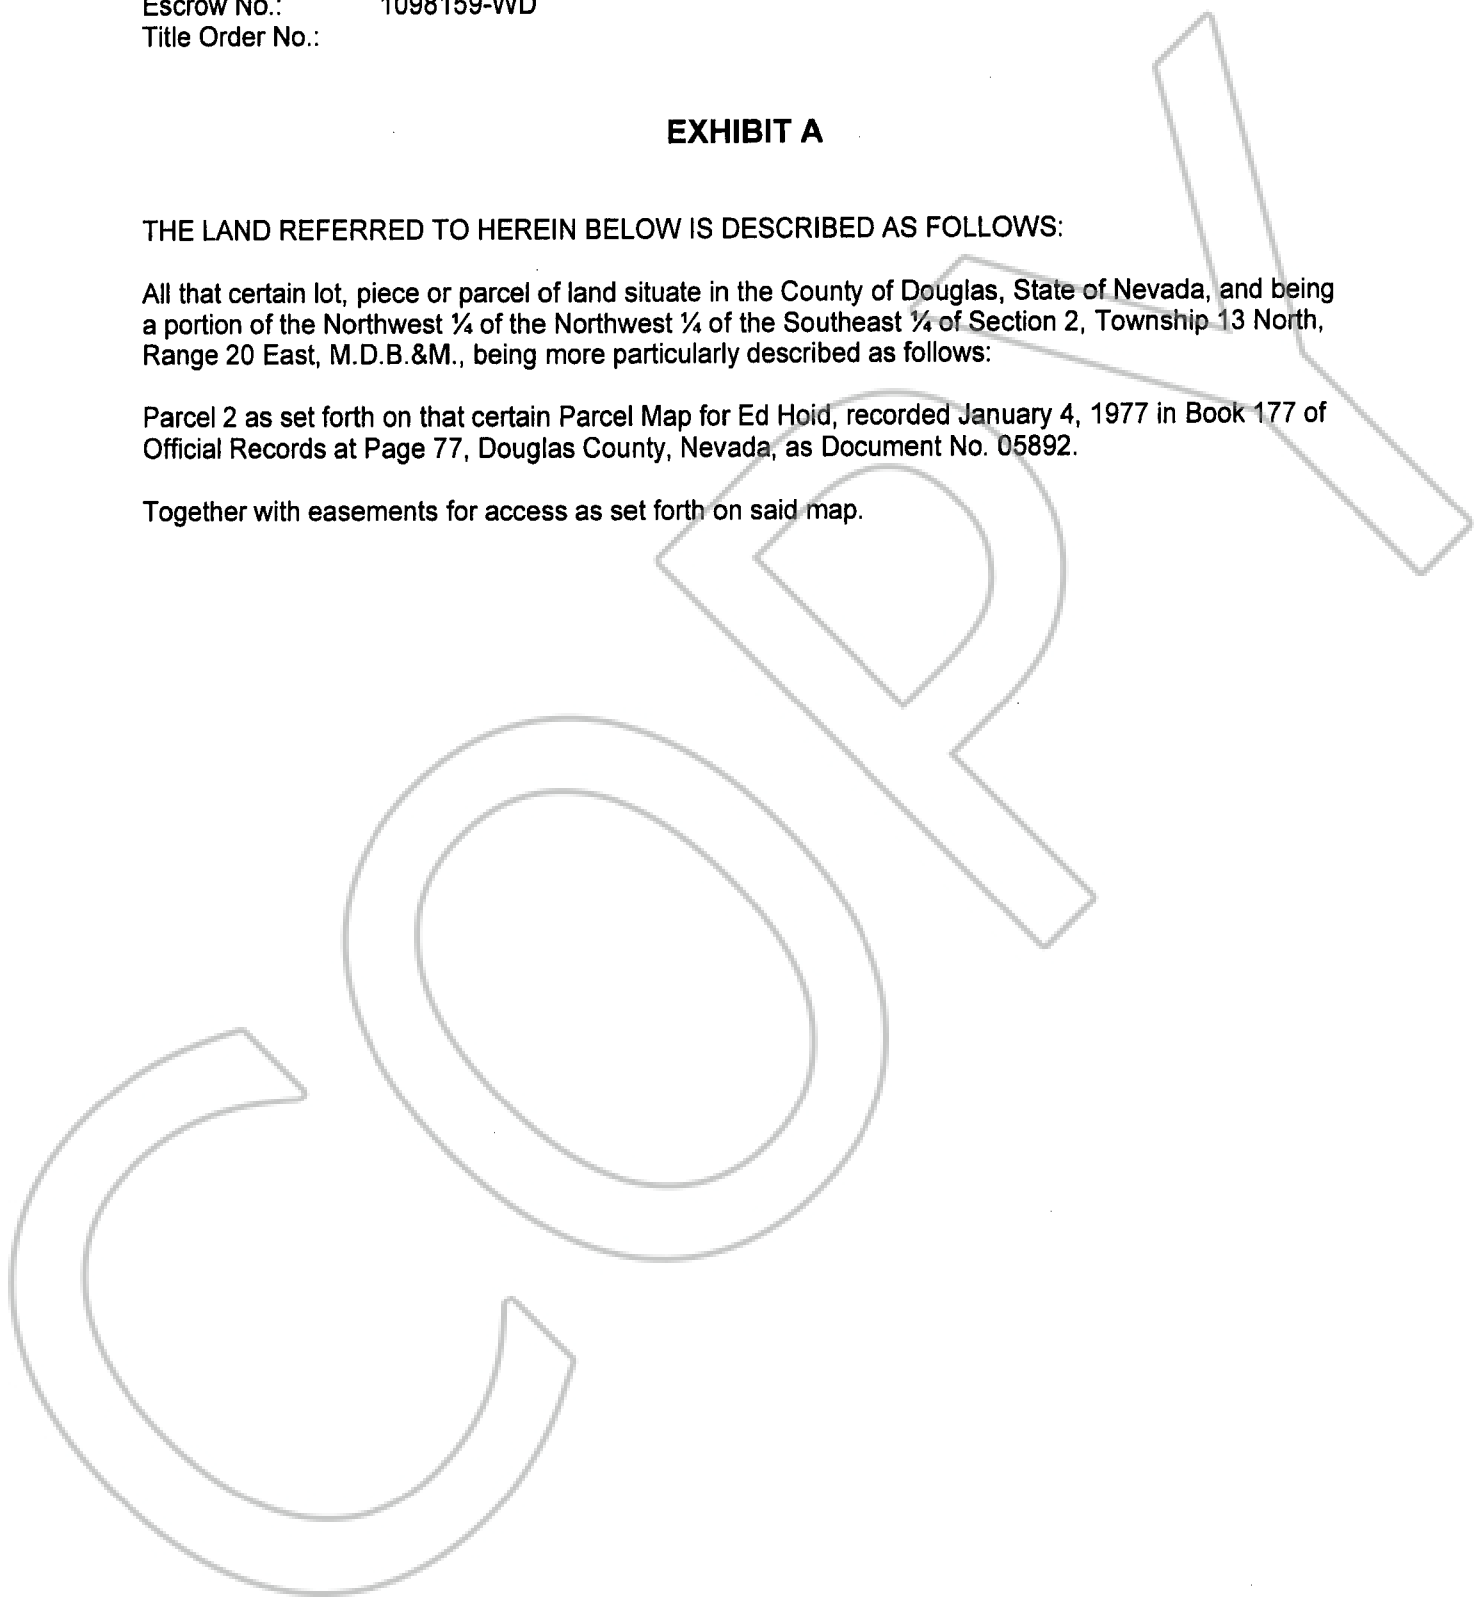 Escrow No.: 1098159-WD
Title Order No.:
EXHIBIT A
THE LAND REFERRED TO HEREIN BELOW IS DESCRIBED AS FOLLOWS:
All that certain lot, piece or parcel of land situate in the County of Douglas, State of Nevada, and being
a portion of the Northwest ¼ of the Northwest ¼ of the Southeast ¼ of Section 2, Township 13 North,
Range 20 East, M.D.B.&M., being more particularly described as follows:
Parcel 2 as set forth on that certain Parcel Map for Ed Hoid, recorded January 4, 1977 in Book 177 of
Official Records at Page 77, Douglas County, Nevada, as Document No. 05892.
Together with easements for access as set forth on said map.
COPY